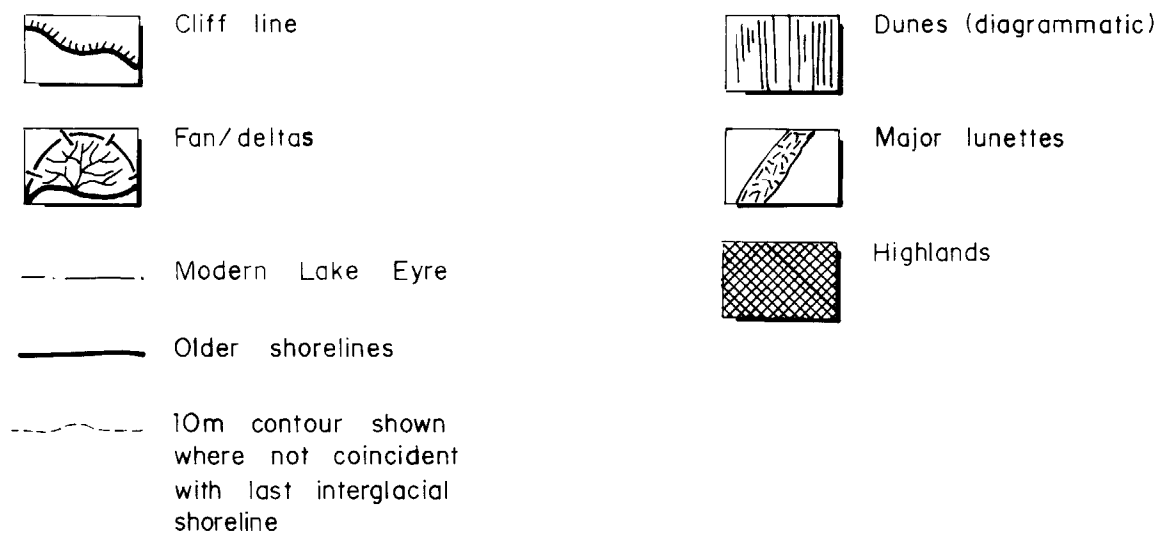 Cliff line
Fan/deltas
Modern Lake Eyre
Older shorelines
10m contour shown
where not coincident
with last interglacial
shoreline
Dunes (diagrammatic)
Major lunettes
Highlands